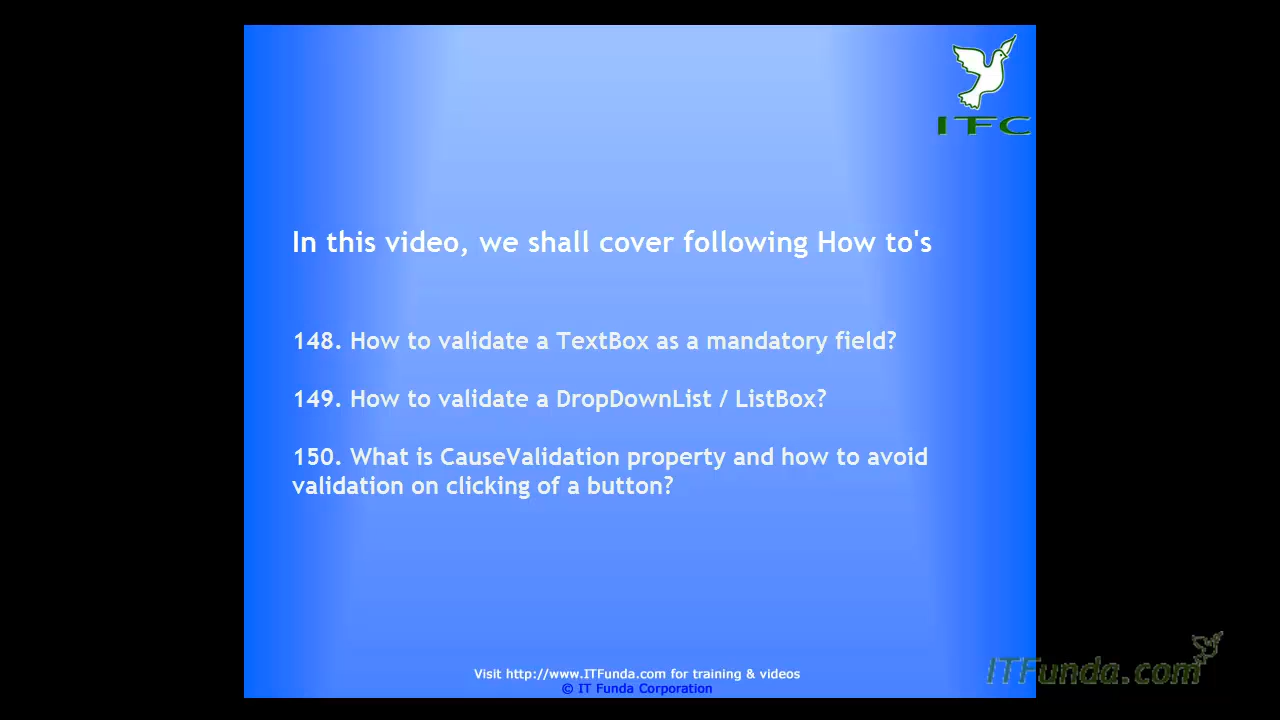 ITFC
In this video, we shall cover following How to's
148. How to validate a TextBox as a mandatory field?
149. How to validate a DropDownList / ListBox?
150. What is CauseValidation property and how to avoid
validation on clicking of a button?
Visit http://www.ITFunda.com for training & videos
© IT Funda Corporation
ITFunda.com